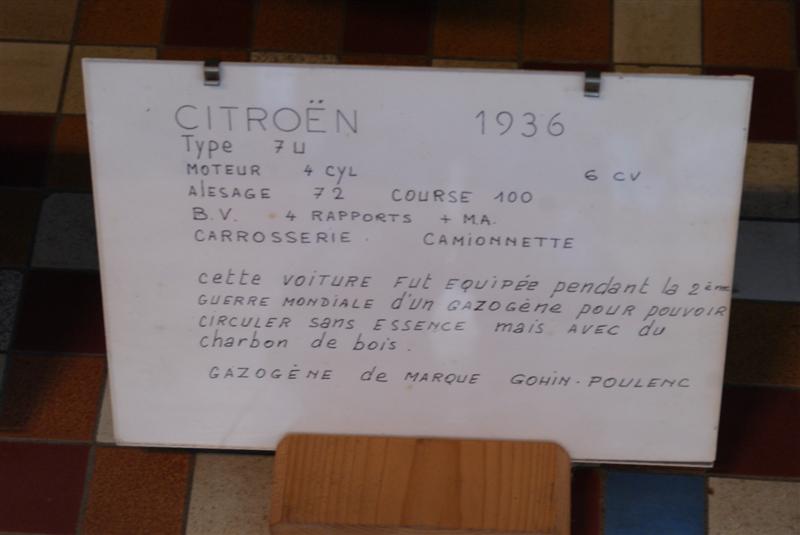 CITROËN 1936
Type 7U
MOTEUR 4 CYL 6 CV
ALESAGE 72 COURSE 100
B.V. 4 RAPPORTS + M.A.
CARROSSERIE. CAMIONNETTE
cette VOITURE FUT EQUIPÉE pendant la 2ème
GUERRE MONDIALE d'UN GAZOGÈNE POUR POUVOIR
CIRCULER sans ESSENCE mais AVEC du
charbon de bois.
GAZOGÈNE de MARQUE GOHIN-POULENC